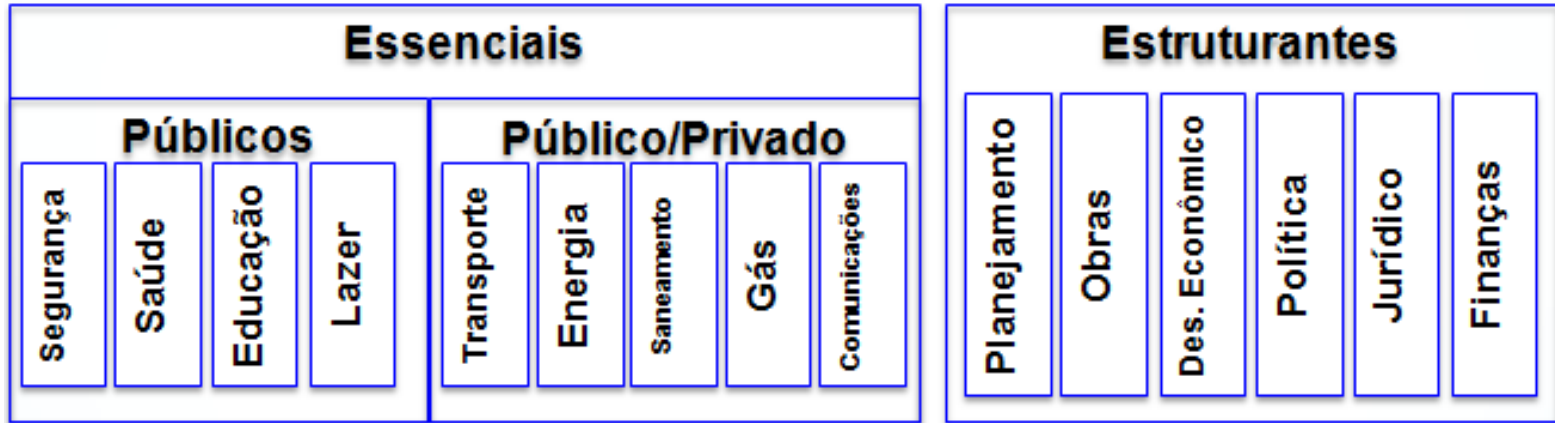 Essenciais
Públicos
Segurança
Saúde
Educação
Lazer
Público/Privado
Transporte
Energia
Saneamento
Gás
Comunicações
Estruturantes
Planejamento
Obras
Des. Econômico
Política
Jurídico
Finanças